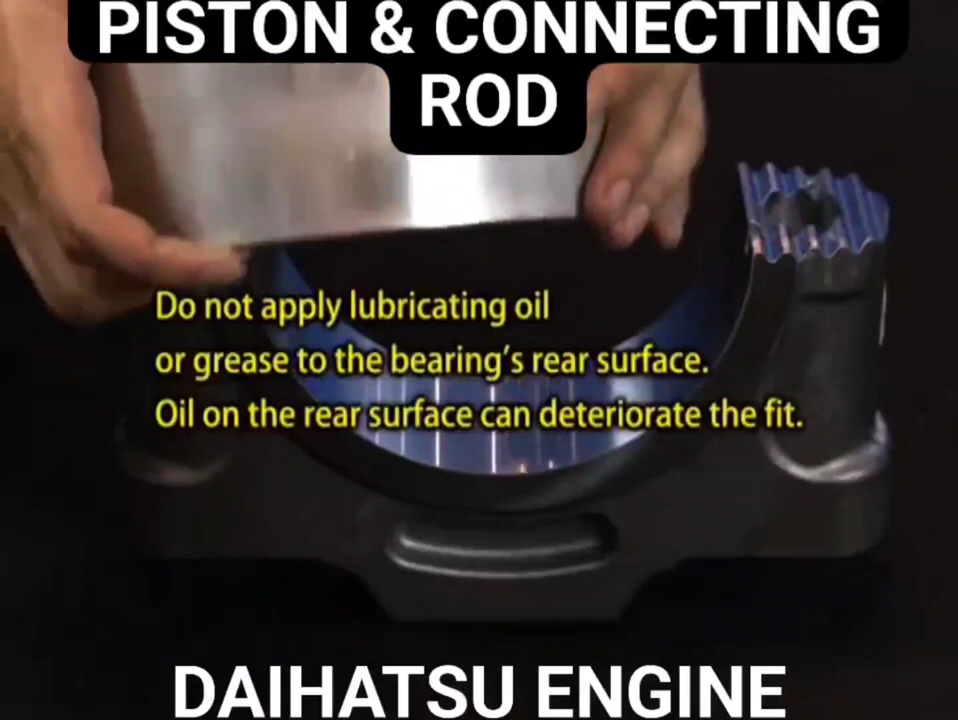 PISTON & CONNECTING
ROD
Do not apply lubricating oil
or grease to the bearing's rear surface.
Oil on the rear surface can deteriorate the fit.
DAIHATSU ENGINE